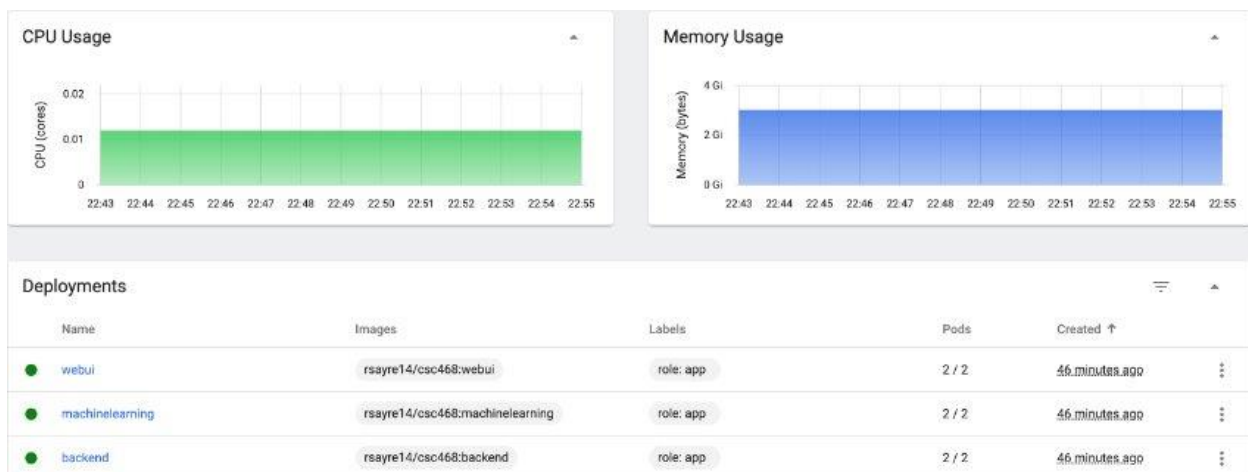 CPU Usage
CPU (cores)
0.02
0.01
0
22:43 22:44 22:45 22:46 22:47 22:48 22:49 22:50 22:51 22:52 22:53 22:54 22:55
Memory Usage
Memory (bytes)
4 Gi
2 Gi
0 Gi
22:43 22:44 22:45 22:46 22:47 22:48 22:49 22:50 22:51 22:52 22:53 22:54 22:55
Deployments
Name Images Labels Pods Created ↑
webui rsayre14/csc468:webui role: app 2 / 2 46 minutes ago
machinelearning rsayre14/csc468:machinelearning role: app 2 / 2 46 minutes ago
backend rsayre14/csc468:backend role: app 2 / 2 46 minutes ago